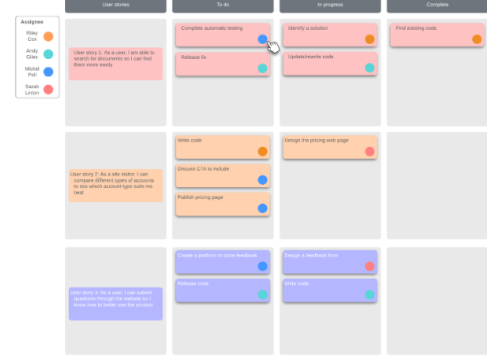 User stories
To do
In progress
Complete
Assignee
Riley
Cox
Andy
Giles
Mickel
Pall
Sarah
Linton
User story 1: As a user, I am able to
search for documents so I can find
them more easily
Complete automatic testing
Release fix
Identify a solution
Update/rewrite code
Find existing code
User story 2: As a site visitor, I can
compare different types of accounts
to see which account type suits me
best
Write code
Discuss CTA to include
Publish pricing page
Design the pricing web page
User story 3: As a user, I can submit
questions through the website so I
know how to better use the product
Create a platform to store feedback
Release code
Design a feedback form
Write code